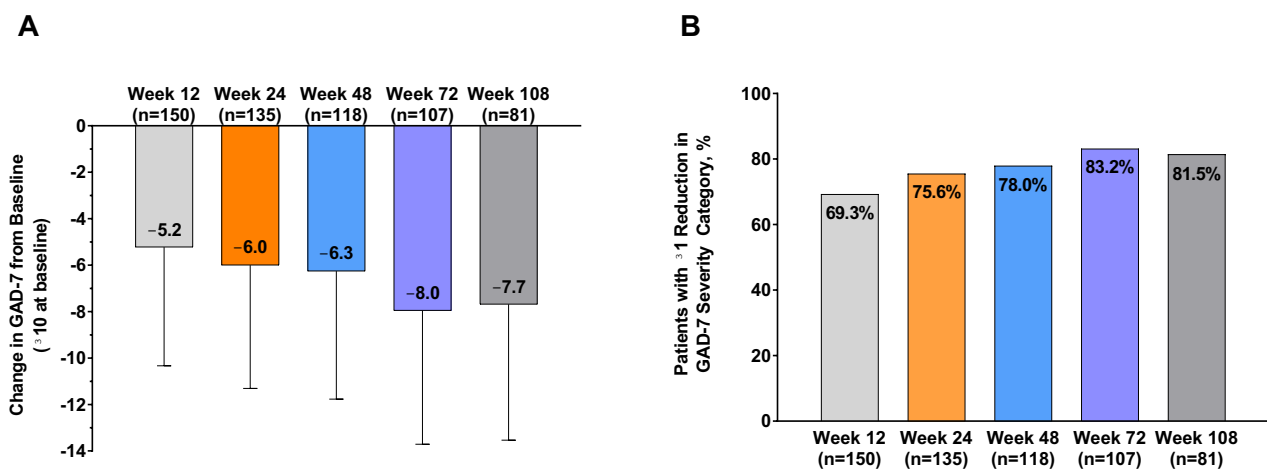 A
Week 12 Week 24 Week 48 Week 72 Week 108
(n=150) (n=135) (n=118) (n=107) (n=81)
Change in GAD-7 from Baseline
(³10 at baseline)
0
-2
-4
-6
-8
-10
-12
-14
−5.2
−6.0
−6.3
−8.0
−7.7
B
Patients with ³1 Reduction in
GAD-7 Severity Category, %
100
80
60
40
20
0
69.3%
75.6%
78.0%
83.2%
81.5%
Week 12 Week 24 Week 48 Week 72 Week 108
(n=150) (n=135) (n=118) (n=107) (n=81)